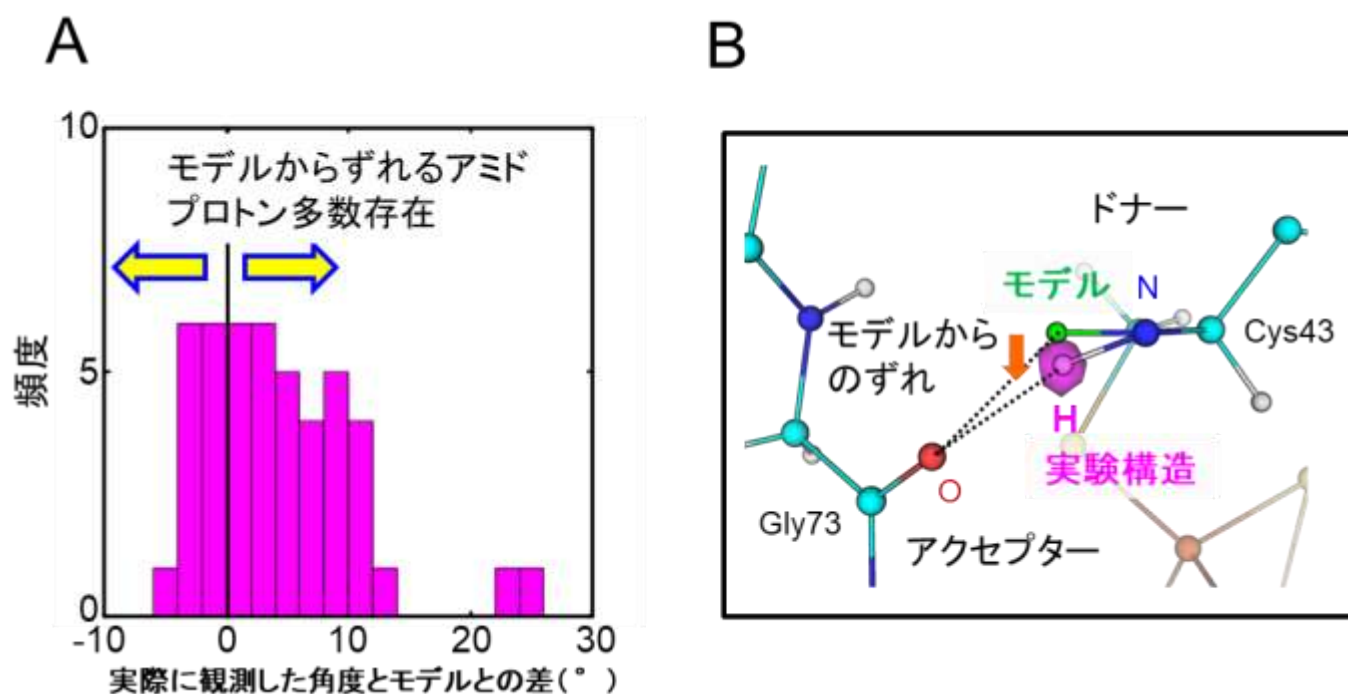 A
10
モデルからずれるアミド
プロトン多数存在
頻度
5
0
-10
0
10
20
30
実際に観測した角度とモデルとの差(°)
B
ドナー
モデル
N
モデルから
のずれ
Cys43
H
実験構造
O
Gly73
アクセプター